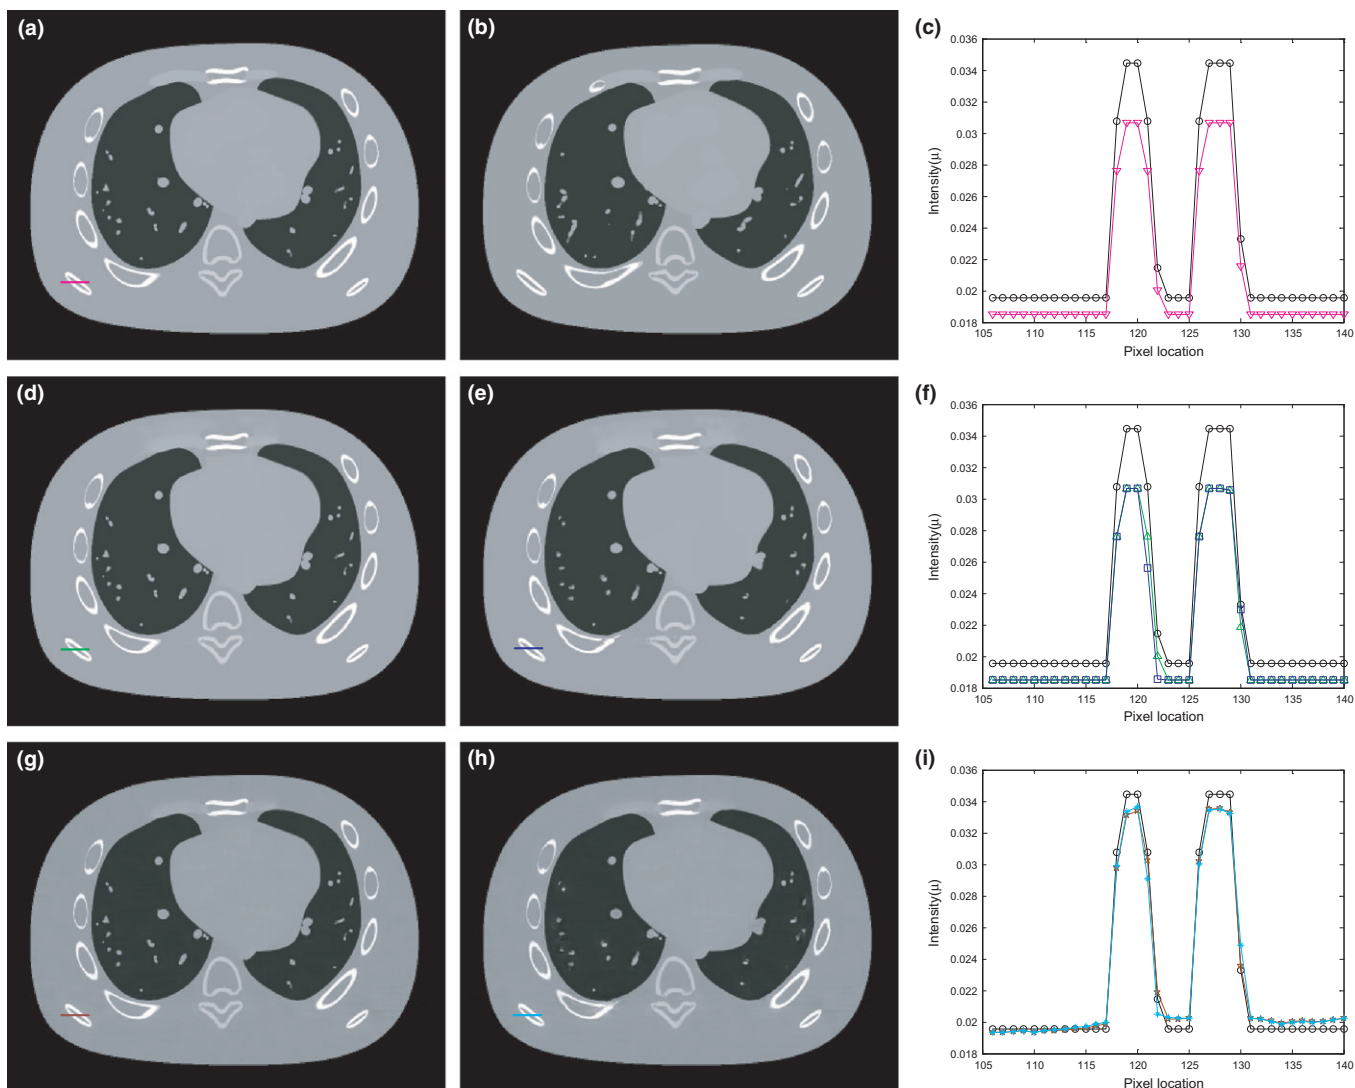 (a)
(b)
(c)
0.036
0.034
0.032
0.03
0.028
0.026
0.024
0.022
0.02
0.018
Intensity(μ)
105 110 115 120 125 130 135 140
Pixel location
(d)
(e)
(f)
0.036
0.034
0.032
0.03
0.028
0.026
0.024
0.022
0.02
0.018
Intensity(μ)
105 110 115 120 125 130 135 140
Pixel location
(g)
(h)
(i)
0.036
0.034
0.032
0.03
0.028
0.026
0.024
0.022
0.02
0.018
Intensity(μ)
105 110 115 120 125 130 135 140
Pixel location